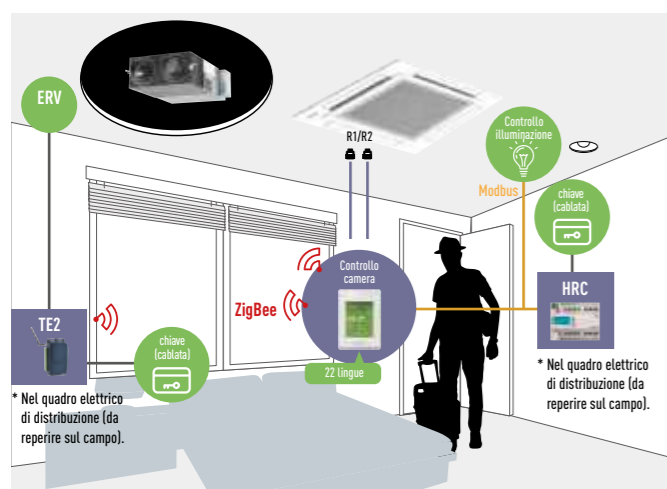 ERV
R1/R2
Controllo
illuminazione
Modbus
chiave
(cablata)
Controllo
camera
ZigBee
HRC
TE2
chiave
(cablata)
22 lingue
* Nel quadro elettrico
di distribuzione (da
reperire sul campo).
* Nel quadro elettrico
di distribuzione (da
reperire sul campo).